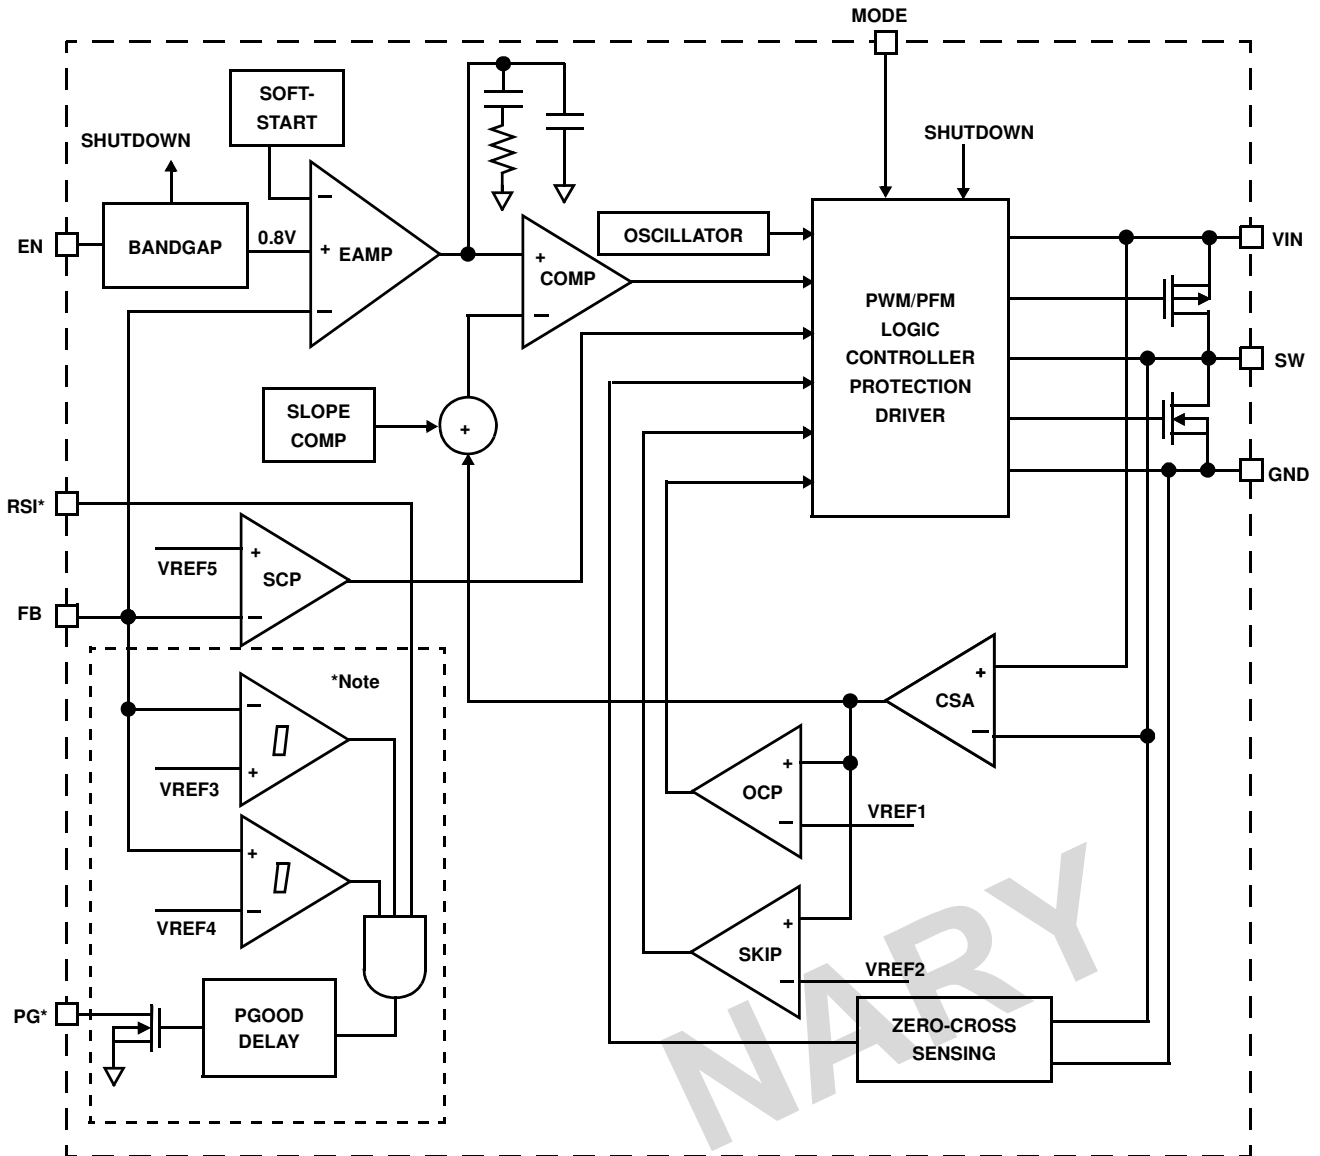 MODE
SOFT-
START
SHUTDOWN
SHUTDOWN
EN
BANDGAP
0.8V
−
+
−
EAMP
+
−
COMP
OSCILLATOR
PWM/PFM
LOGIC
CONTROLLER
PROTECTION
DRIVER
VIN
SW
GND
SLOPE
COMP
+
RSI*
VREF5
+
−
SCP
FB
*Note
−
+
VREF3
+
−
VREF4
CSA
+
−
OCP
+
−
VREF1
SKIP
+
−
VREF2
ZERO-CROSS
SENSING
PG*
PGOOD
DELAY
NARY